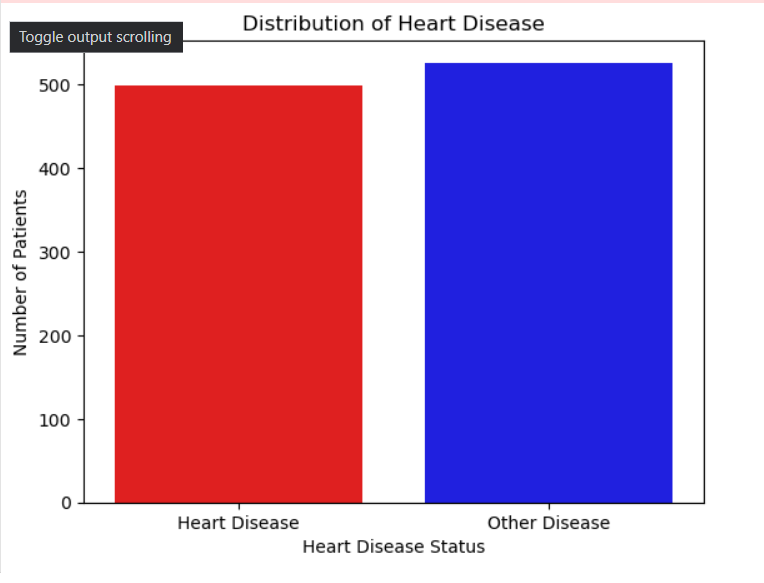 Distribution of Heart Disease
Toggle output scrolling
500
400
300
200
100
0
Number of Patients
Heart Disease
Other Disease
Heart Disease Status